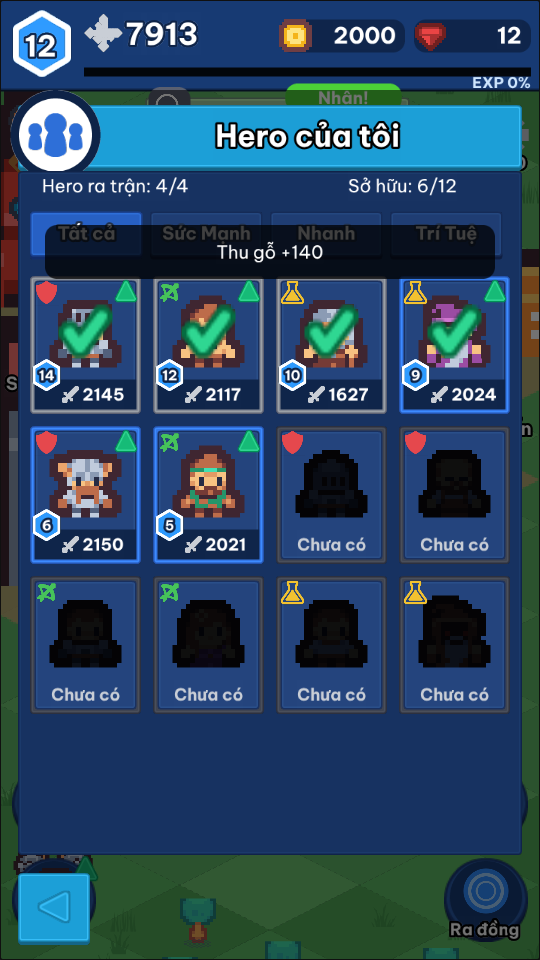 12
7913
2000
12
EXP 0%
Nhân!
Hero của tôi
Hero ra trận: 4/4
Sở hữu: 6/12
Tất cả
Sức Mạnh
Nhanh
Trí Tuệ
Thu gỗ +140
14
2145
12
2117
10
1627
9
2024
6
2150
5
2021
Chưa có
Chưa có
Chưa có
Chưa có
Chưa có
Chưa có
Ra đồng